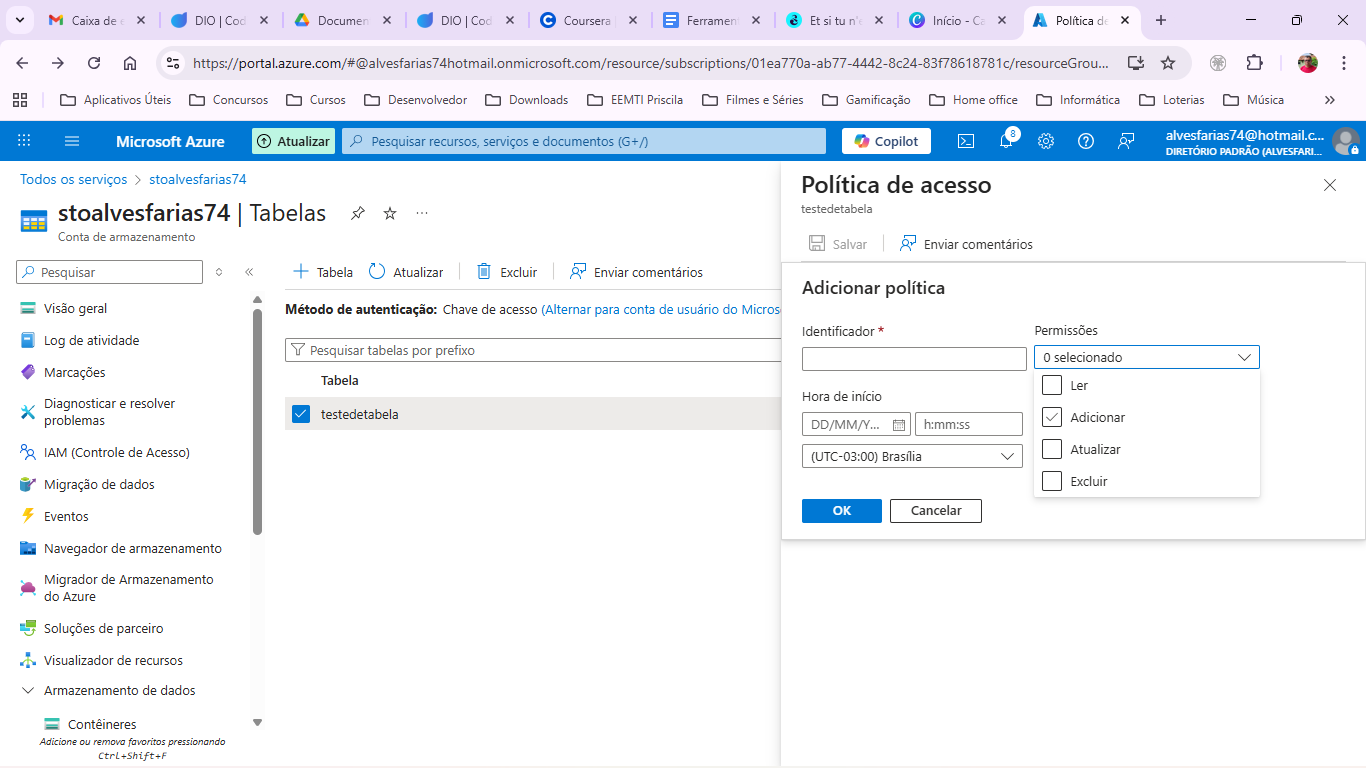 Caixa de e
DIO | Cod
Documen
DIO | Cod
Coursera
Ferrament
Et si tu n'e
Início - Ca
Política de
https://portal.azure.com/#@alvesfarias74hotmail.onmicrosoft.com/resource/subscriptions/01ea770a-ab77-4442-8c24-83f78618781c/resourceGrou...
Aplicativos Úteis
Concursos
Cursos
Desenvolvedor
Downloads
EEMTI Priscila
Filmes e Séries
Gamificação
Home office
Informática
Loterias
Música
Microsoft Azure
Atualizar
Pesquisar recursos, serviços e documentos (G+/)
Copilot
8
alvesfarias74@hotmail.c...
DIRETÓRIO PADRÃO (ALVESFARI...
Todos os serviços
stoalvesfarias74
stoalvesfarias74 | Tabelas
Conta de armazenamento
Pesquisar
Visão geral
Log de atividade
Marcações
Diagnosticar e resolver
problemas
IAM (Controle de Acesso)
Migração de dados
Eventos
Navegador de armazenamento
Migrador de Armazenamento
do Azure
Soluções de parceiro
Visualizador de recursos
Armazenamento de dados
Contêineres
Adicione ou remova favoritos pressionando
Ctrl+Shift+F
Tabela
Atualizar
Excluir
Enviar comentários
Método de autenticação: Chave de acesso (Alternar para conta de usuário do Micros
Pesquisar tabelas por prefixo
Tabela
testedetabela
Política de acesso
testedetabela
Salvar
Enviar comentários
Adicionar política
Identificador *
Permissões
0 selecionado
Ler
Adicionar
Atualizar
Excluir
Hora de início
DD/MM/Y...
h:mm:ss
(UTC-03:00) Brasília
OK
Cancelar